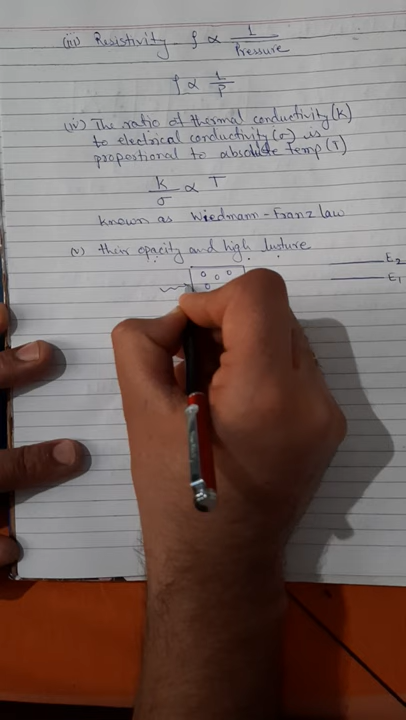 (iii) Resistivity ρ ∝ 1 / Pressure
ρ ∝ 1 / P
(iv) The ratio of thermal conductivity (K)
to electrical conductivity (σ) is
proportional to absolute temp (T)
K / σ ∝ T
known as Wiedmann-Franz law
(v) their opacity and high lusture
E2
E1